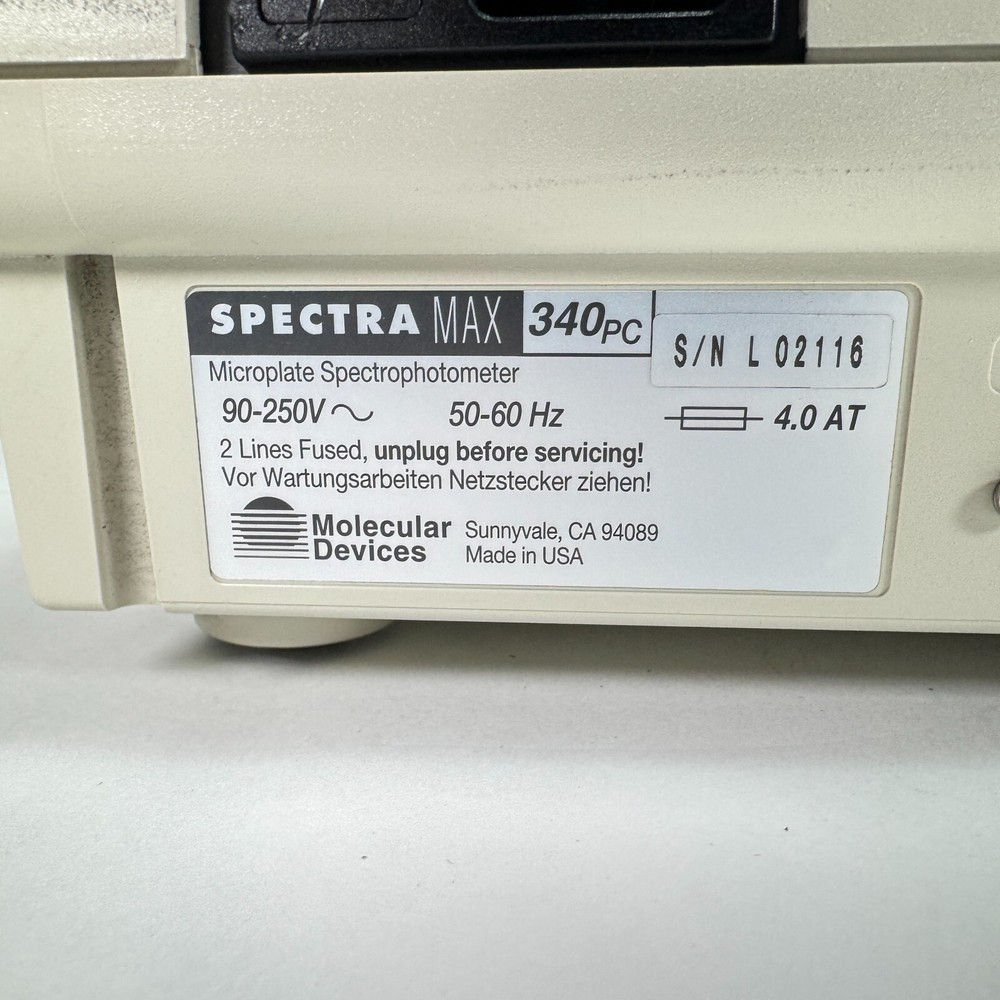 SPECTRA MAX 340PC
S/N L 02116
Microplate Spectrophotometer
90-250V 50-60 Hz 4.0 AT
2 Lines Fused, unplug before servicing!
Vor Wartungsarbeiten Netzstecker ziehen!
Molecular Devices
Sunnyvale, CA 94089
Made in USA